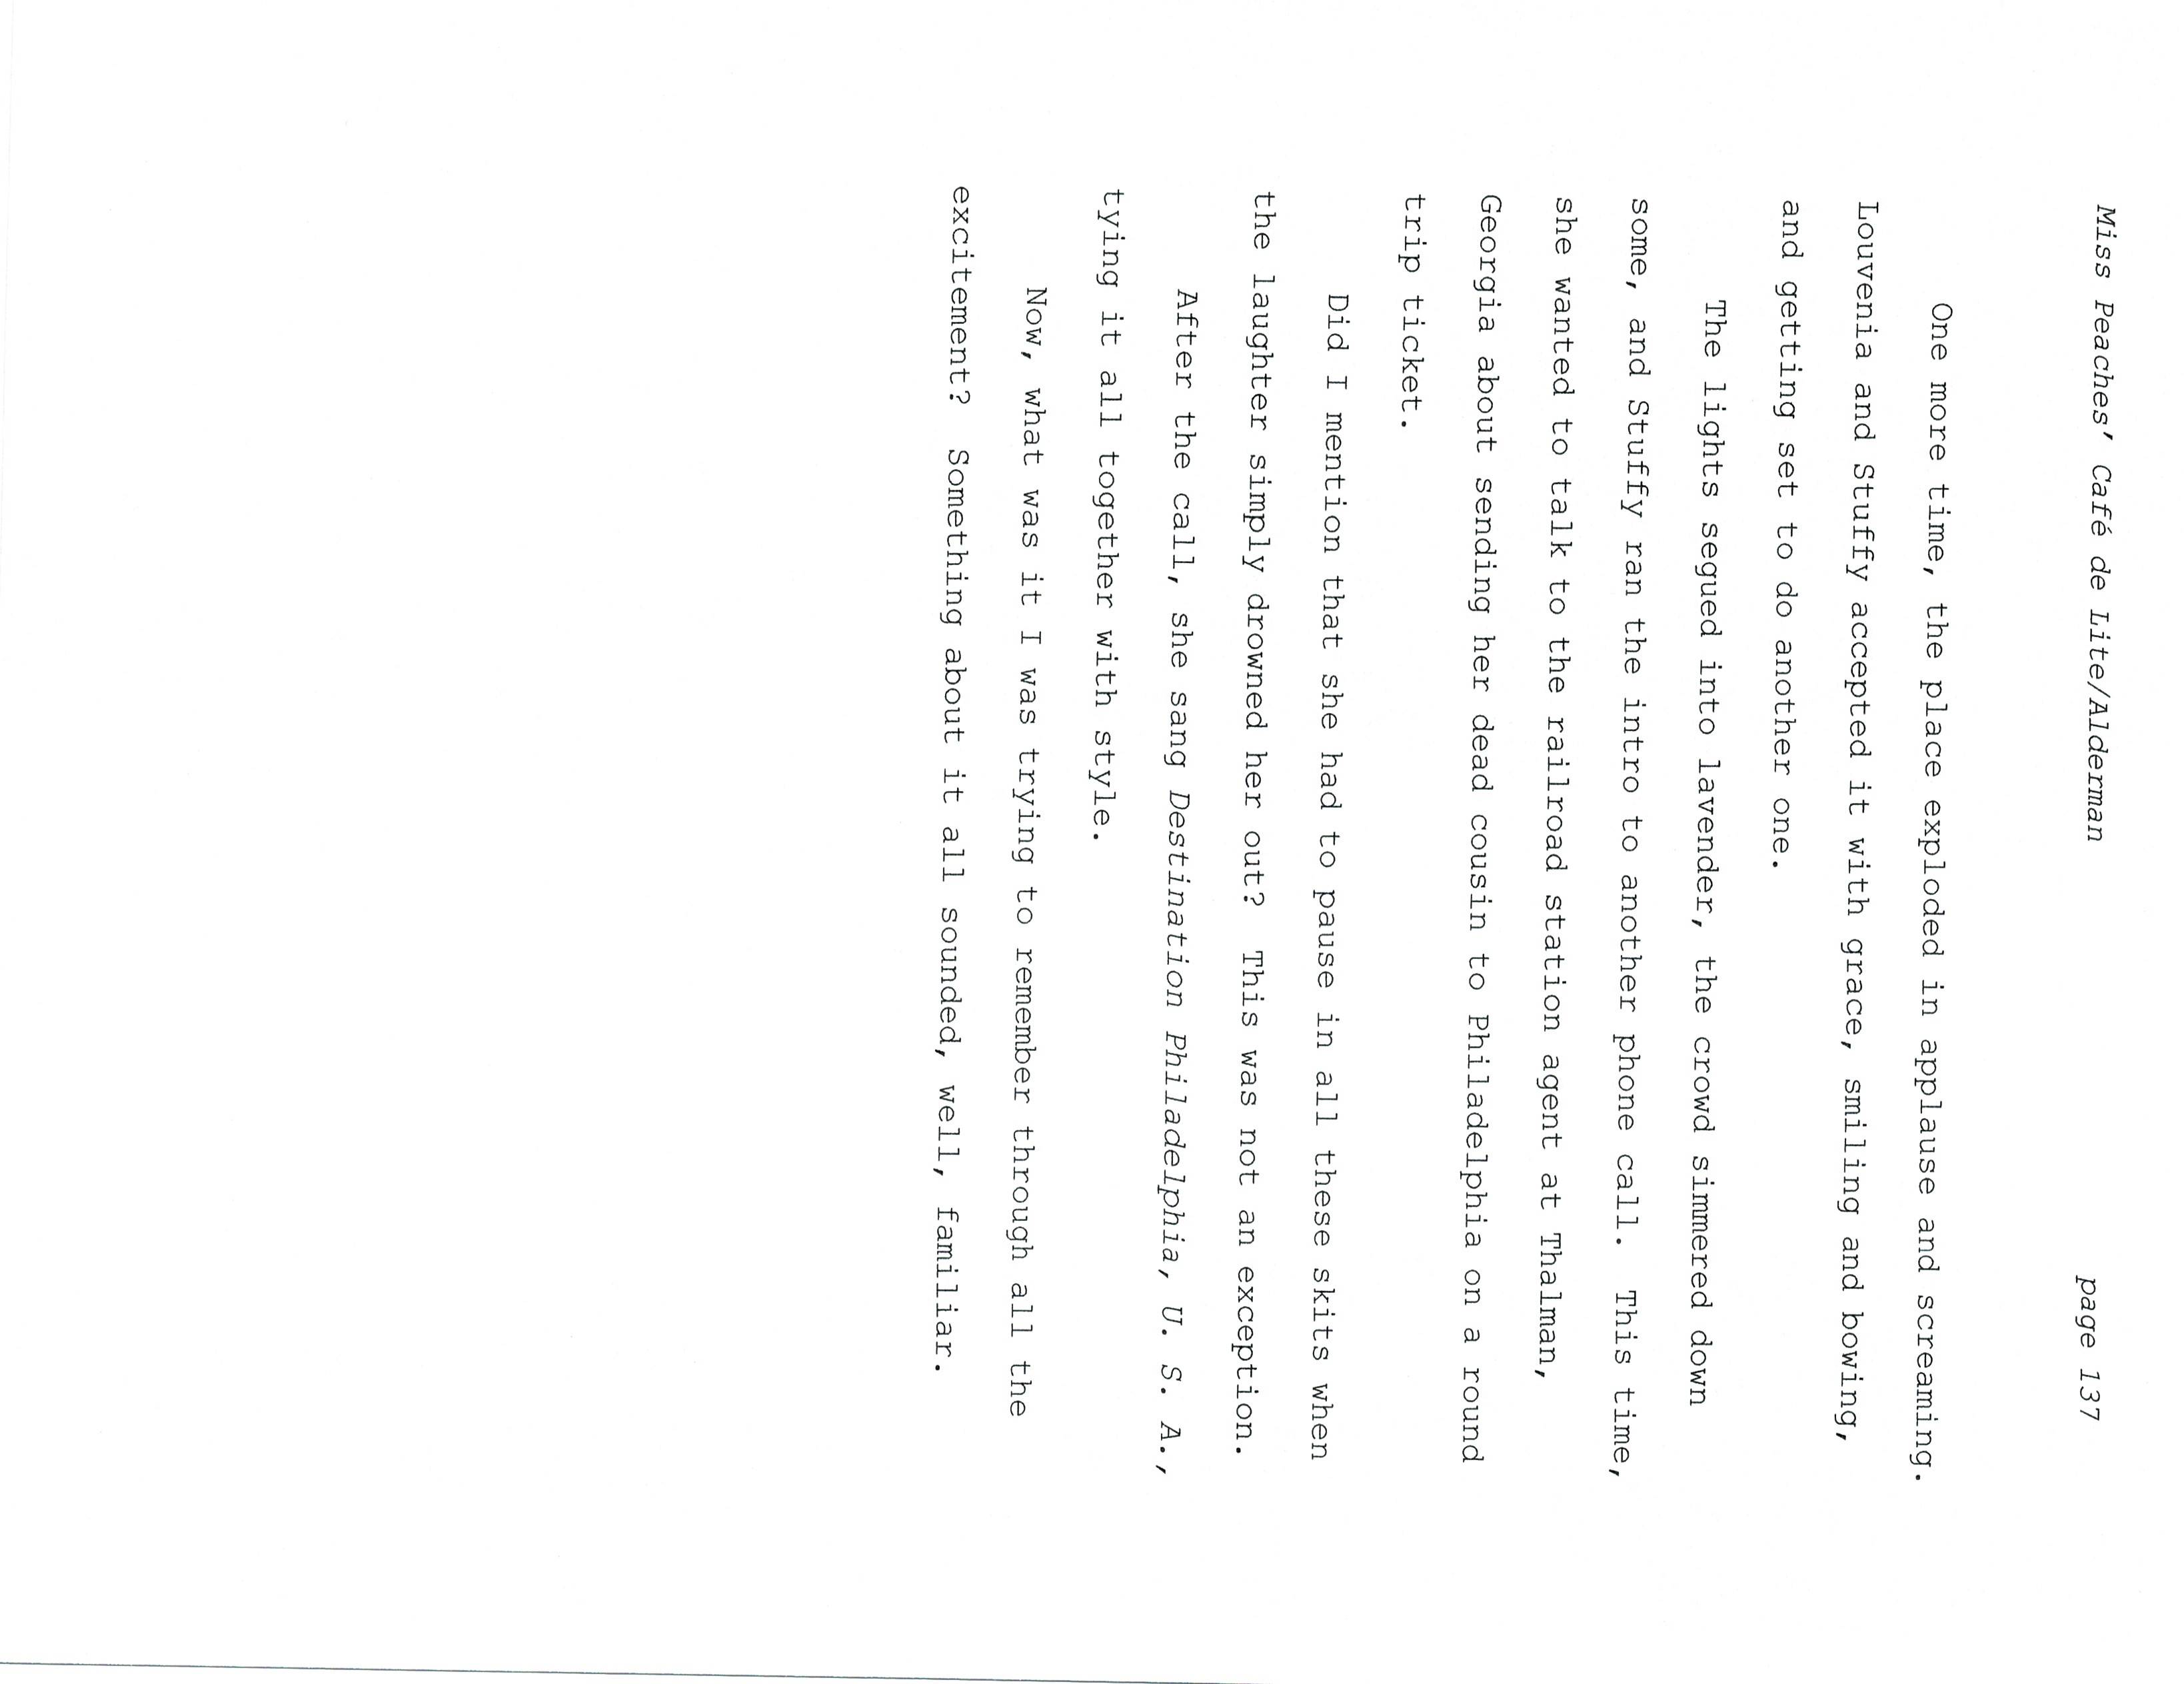 Miss Peaches' Café de Lite/Alderman page 137
One more time, the place exploded in applause and screaming.
Louvenia and Stuffy accepted it with grace, smiling and bowing,
and getting set to do another one.
The lights segued into lavender, the crowd simmered down
some, and Stuffy ran the intro to another phone call.  This time,
she wanted to talk to the railroad station agent at Thalman,
Georgia about sending her dead cousin to Philadelphia on a round
trip ticket.
Did I mention that she had to pause in all these skits when
the laughter simply drowned her out?  This was not an exception.
After the call, she sang Destination Philadelphia, U. S. A.,
tying it all together with style.
Now, what was it I was trying to remember through all the
excitement?  Something about it all sounded, well, familiar.